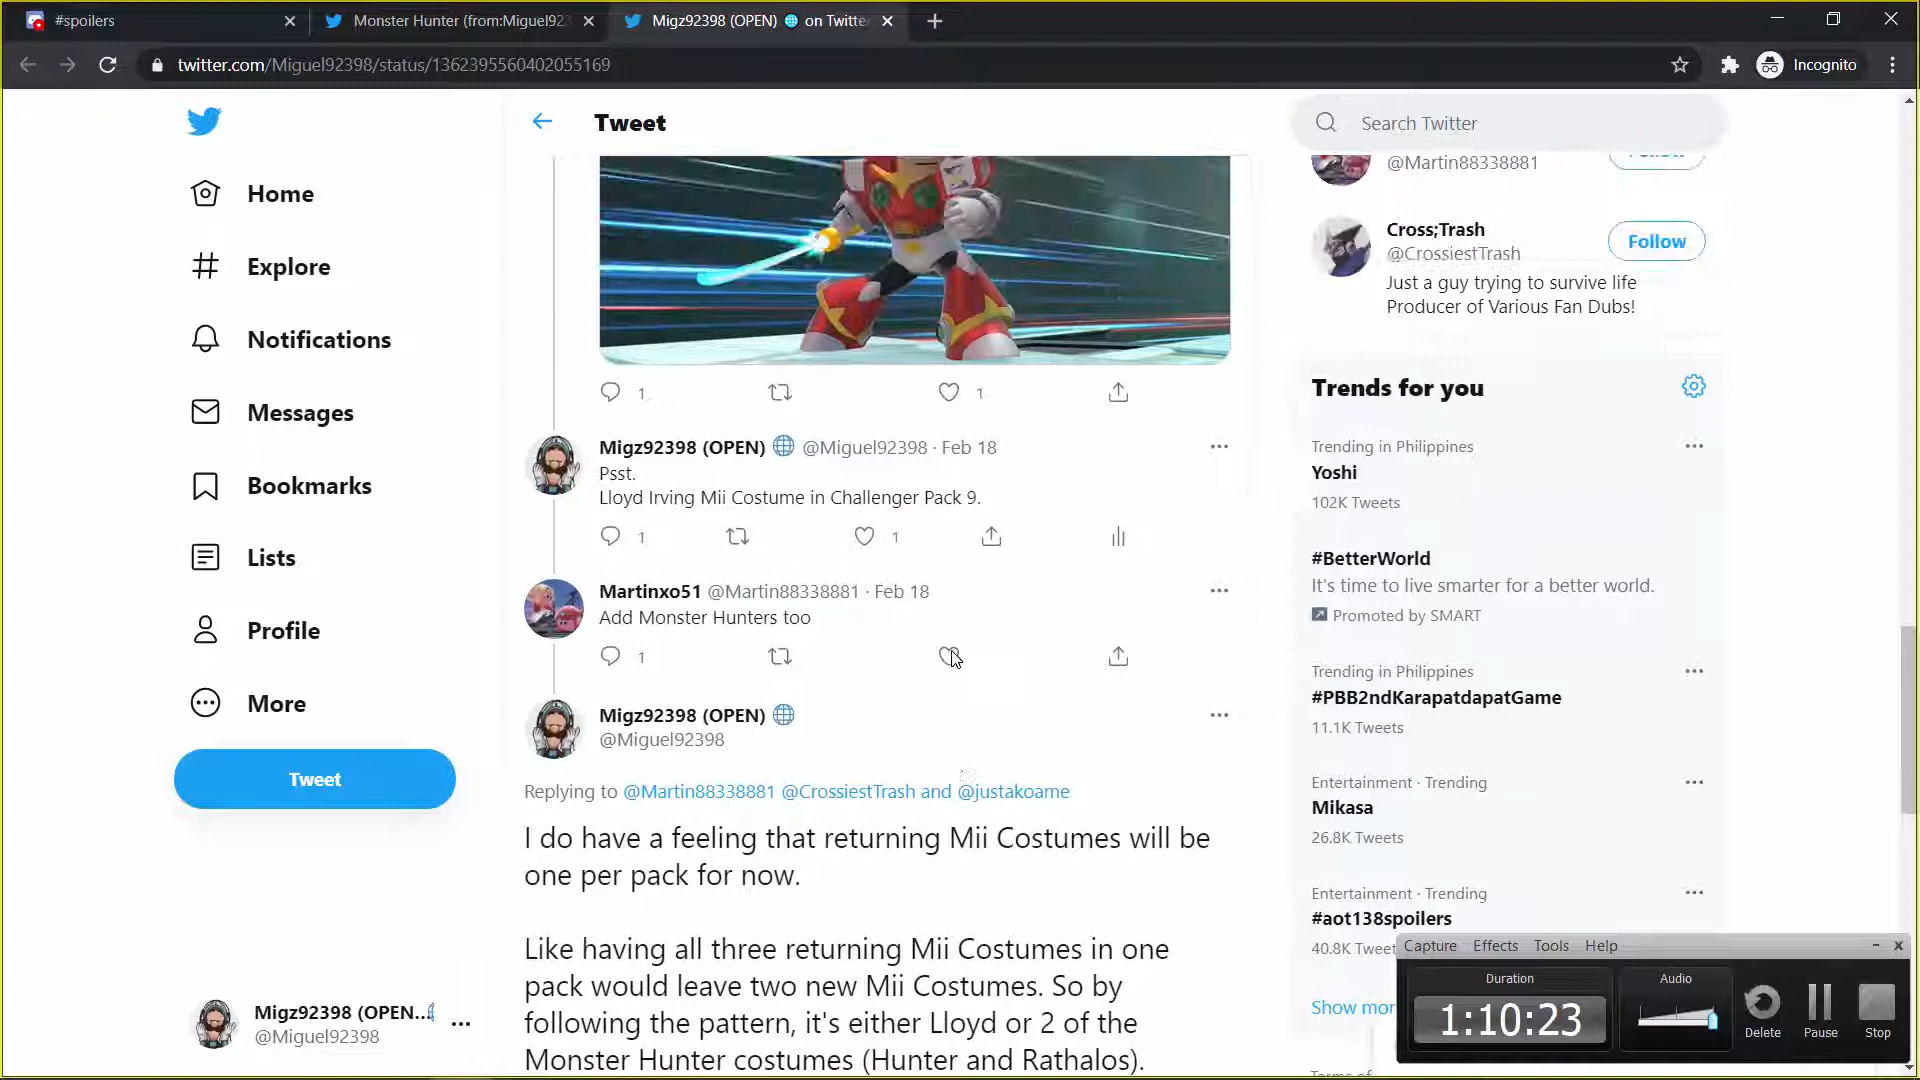 #spoilers
Monster Hunter (from:Miguel923
Migz92398 (OPEN) 🌐 on Twitte
twitter.com/Miguel92398/status/1362395560402055169
Incognito
Home
Explore
Notifications
Messages
Bookmarks
Lists
Profile
More
Tweet
Migz92398 (OPEN...
@Miguel92398
Tweet
1
1
Migz92398 (OPEN) 🌐 @Miguel92398 · Feb 18
Psst.
Lloyd Irving Mii Costume in Challenger Pack 9.
1
1
Martinxo51 @Martin88338881 · Feb 18
Add Monster Hunters too
1
Migz92398 (OPEN) 🌐
@Miguel92398
Replying to @Martin88338881 @CrossiestTrash and @justakoame
I do have a feeling that returning Mii Costumes will be
one per pack for now.
Like having all three returning Mii Costumes in one
pack would leave two new Mii Costumes. So by
following the pattern, it's either Lloyd or 2 of the
Monster Hunter costumes (Hunter and Rathalos).
Search Twitter
@Martin88338881
Cross;Trash
@CrossiestTrash
Follow
Just a guy trying to survive life
Producer of Various Fan Dubs!
Trends for you
Trending in Philippines
Yoshi
102K Tweets
#BetterWorld
It's time to live smarter for a better world.
Promoted by SMART
Trending in Philippines
#PBB2ndKarapatdapatGame
11.1K Tweets
Entertainment · Trending
Mikasa
26.8K Tweets
Entertainment · Trending
#aot138spoilers
40.8K Tweet
Show mor
Capture Effects Tools Help
Duration
1:10:23
Audio
Delete
Pause
Stop